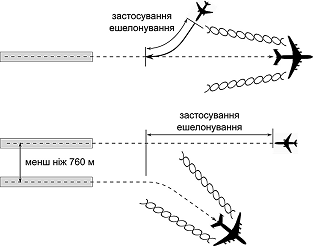 застосування
ешелонування
застосування
ешелонування
менш ніж 760 м